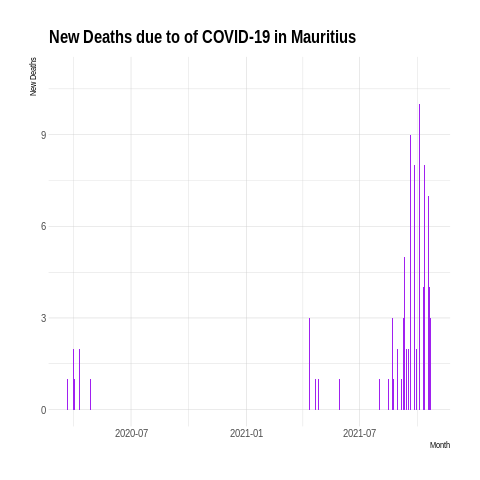 New Deaths due to of COVID-19 in Mauritius
New Deaths
9
6
3
0
2020-07 2021-01 2021-07
Month